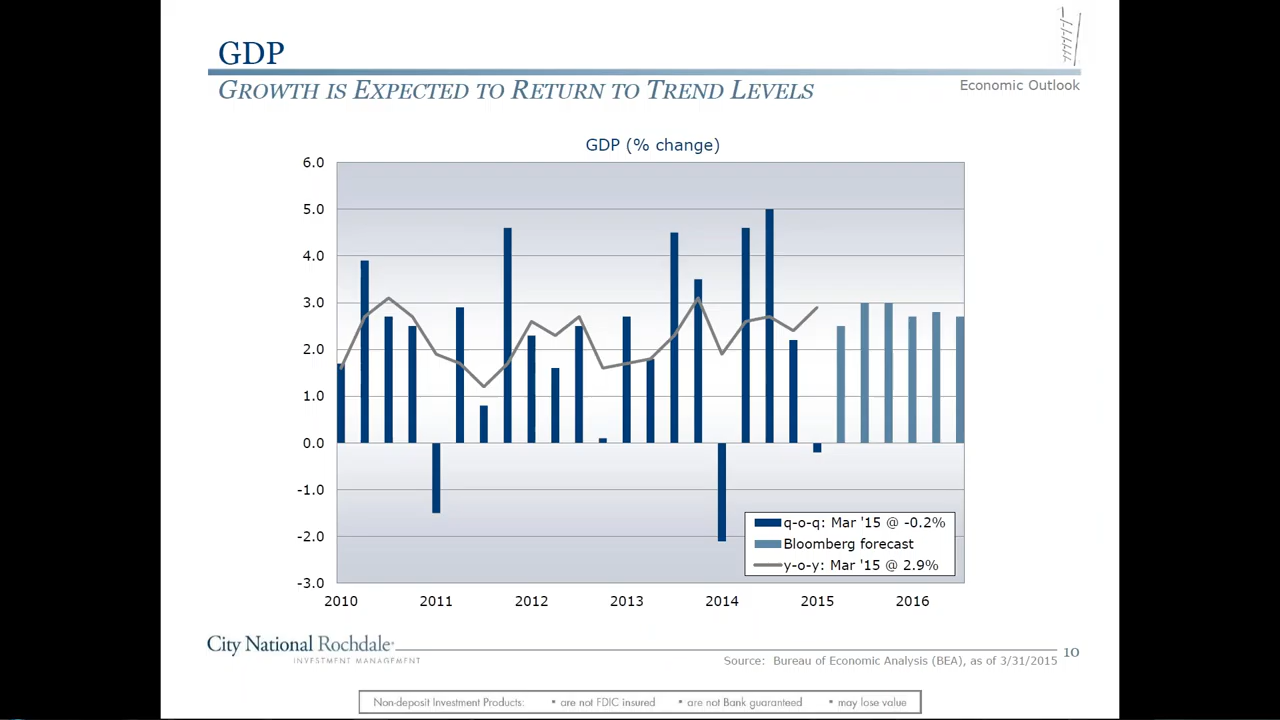 GDP
GROWTH IS EXPECTED TO RETURN TO TREND LEVELS
Economic Outlook
GDP (% change)
6.0
5.0
4.0
3.0
2.0
1.0
0.0
-1.0
-2.0
-3.0
q-o-q: Mar '15 @ -0.2%
Bloomberg forecast
y-o-y: Mar '15 @ 2.9%
2010 2011 2012 2013 2014 2015 2016
City National Rochdale
INVESTMENT MANAGEMENT
10
Source: Bureau of Economic Analysis (BEA), as of 3/31/2015
Non-deposit Investment Products: • are not FDIC insured • are not Bank guaranteed • may lose value